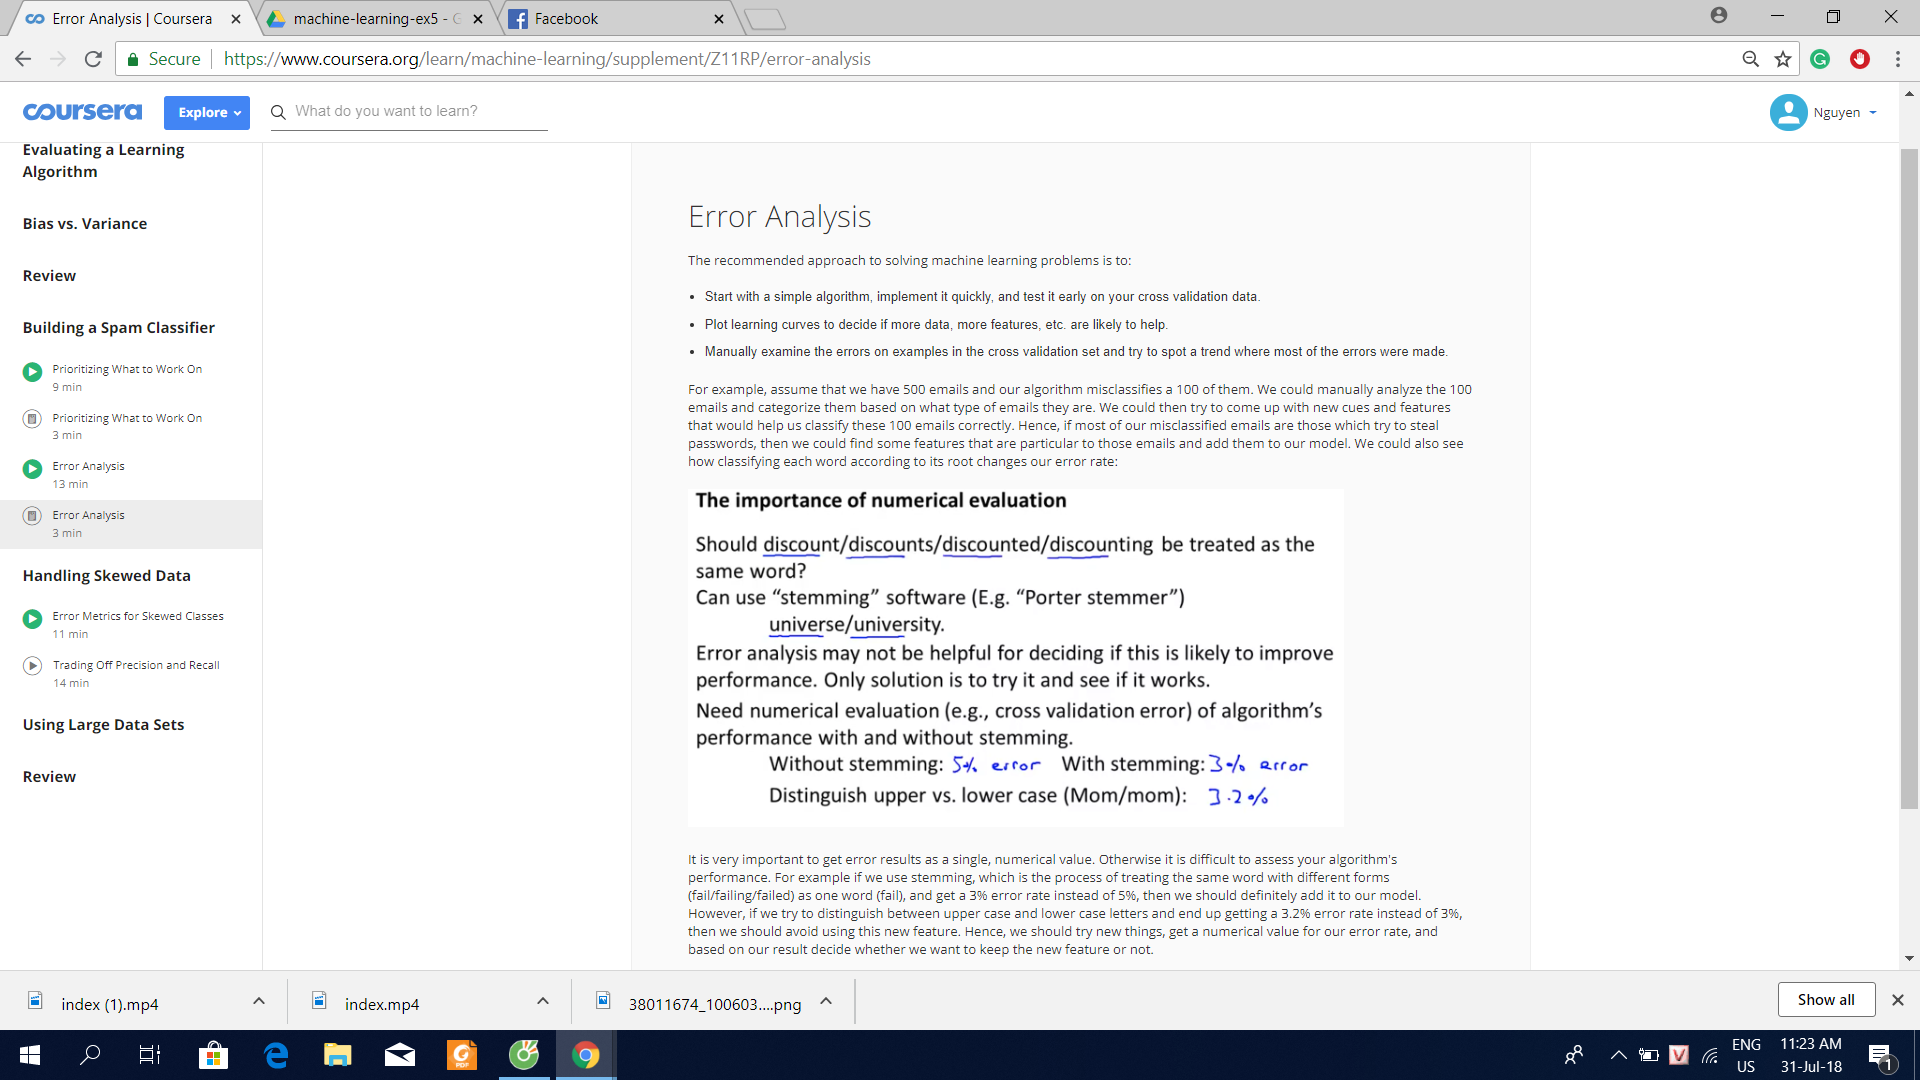 Error Analysis | Coursera
machine-learning-ex5 - G
Facebook
Secure
https://www.coursera.org/learn/machine-learning/supplement/Z11RP/error-analysis
coursera
Explore
What do you want to learn?
Nguyen
Evaluating a Learning
Algorithm
Bias vs. Variance
Review
Building a Spam Classifier
Prioritizing What to Work On
9 min
Prioritizing What to Work On
3 min
Error Analysis
13 min
Error Analysis
3 min
Handling Skewed Data
Error Metrics for Skewed Classes
11 min
Trading Off Precision and Recall
14 min
Using Large Data Sets
Review
Error Analysis
The recommended approach to solving machine learning problems is to:
• Start with a simple algorithm, implement it quickly, and test it early on your cross validation data.
• Plot learning curves to decide if more data, more features, etc. are likely to help.
• Manually examine the errors on examples in the cross validation set and try to spot a trend where most of the errors were made.
For example, assume that we have 500 emails and our algorithm misclassifies a 100 of them. We could manually analyze the 100
emails and categorize them based on what type of emails they are. We could then try to come up with new cues and features
that would help us classify these 100 emails correctly. Hence, if most of our misclassified emails are those which try to steal
passwords, then we could find some features that are particular to those emails and add them to our model. We could also see
how classifying each word according to its root changes our error rate:
The importance of numerical evaluation
Should discount/discounts/discounted/discounting be treated as the
same word?
Can use “stemming” software (E.g. “Porter stemmer”)
universe/university.
Error analysis may not be helpful for deciding if this is likely to improve
performance. Only solution is to try it and see if it works.
Need numerical evaluation (e.g., cross validation error) of algorithm’s
performance with and without stemming.
Without stemming: 5% error With stemming: 3% error
Distinguish upper vs. lower case (Mom/mom): 3.2%
It is very important to get error results as a single, numerical value. Otherwise it is difficult to assess your algorithm's
performance. For example if we use stemming, which is the process of treating the same word with different forms
(fail/failing/failed) as one word (fail), and get a 3% error rate instead of 5%, then we should definitely add it to our model.
However, if we try to distinguish between upper case and lower case letters and end up getting a 3.2% error rate instead of 3%,
then we should avoid using this new feature. Hence, we should try new things, get a numerical value for our error rate, and
based on our result decide whether we want to keep the new feature or not.
index (1).mp4
index.mp4
38011674_100603....png
Show all
PDF
ENG
US
11:23 AM
31-Jul-18
1